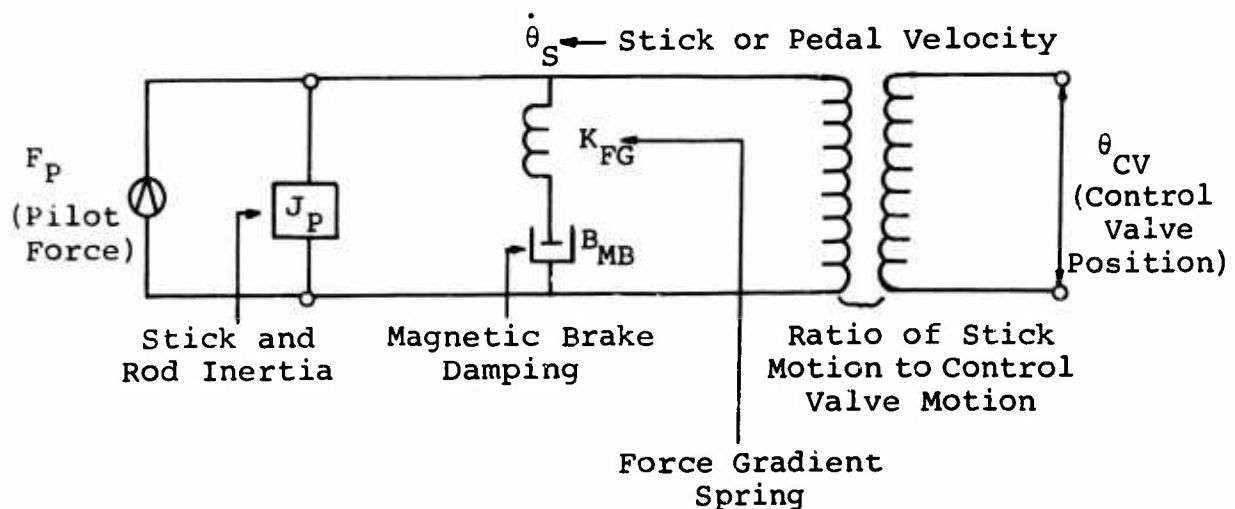 θ̇S ← Stick or Pedal Velocity
FP
(Pilot
Force)
JP
KFG
BMB
θCV
(Control
Valve
Position)
Stick and
Rod Inertia
Magnetic Brake
Damping
Ratio of Stick
Motion to Control
Valve Motion
Force Gradient
Spring